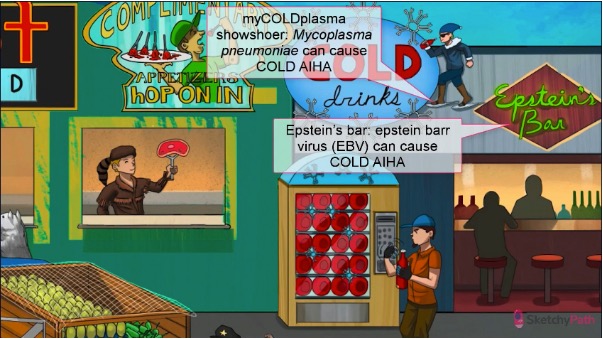 myCOLDplasma
showshoer: Mycoplasma
pneumoniae can cause
COLD AIHA
COMPLIMENTARY
APPETIZERS
hOP ON IN
COLD
drinks
D
Epstein's
Bar
Epstein's bar: epstein barr
virus (EBV) can cause
COLD AIHA
SketchyPath